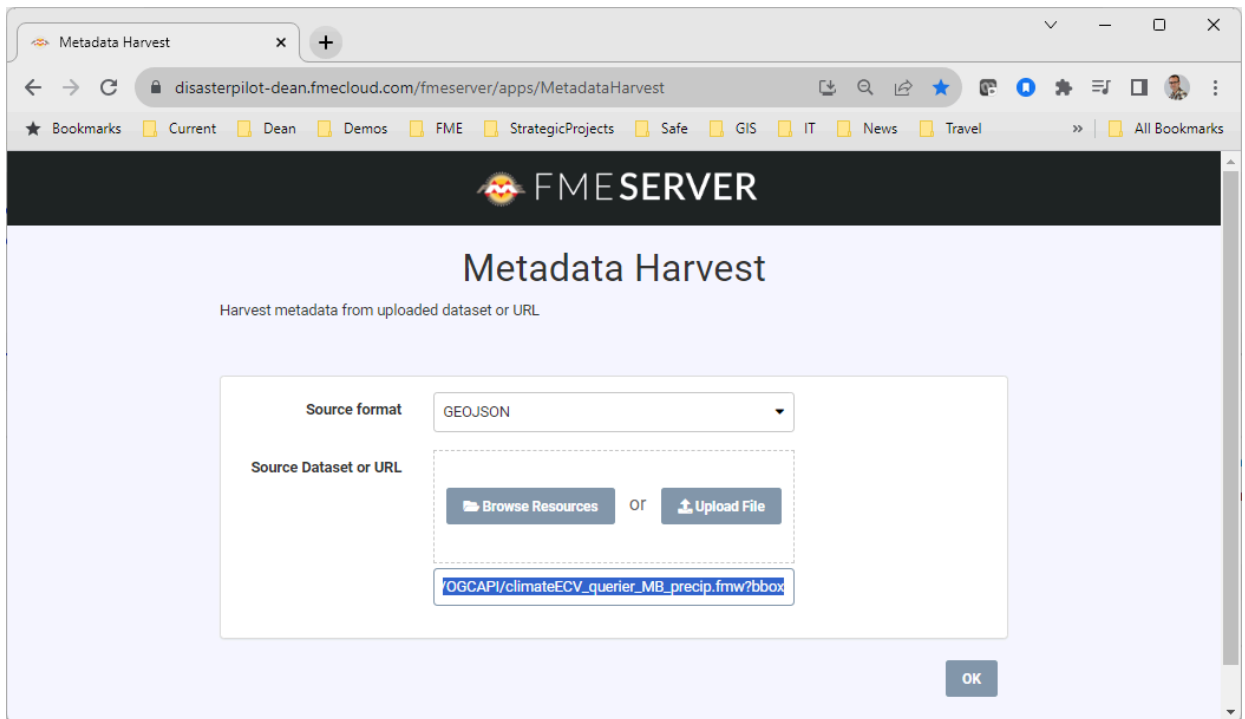 Metadata Harvest
disasterpilot-dean.fmecloud.com/fmeserver/apps/MetadataHarvest
Bookmarks Current Dean Demos FME StrategicProjects Safe GIS IT News Travel » All Bookmarks
FMESERVER
Metadata Harvest
Harvest metadata from uploaded dataset or URL
Source format GEOJSON
Source Dataset or URL
Browse Resources or Upload File
/OGCAPI/climateECV_querier_MB_precip.fmw?bbox
OK